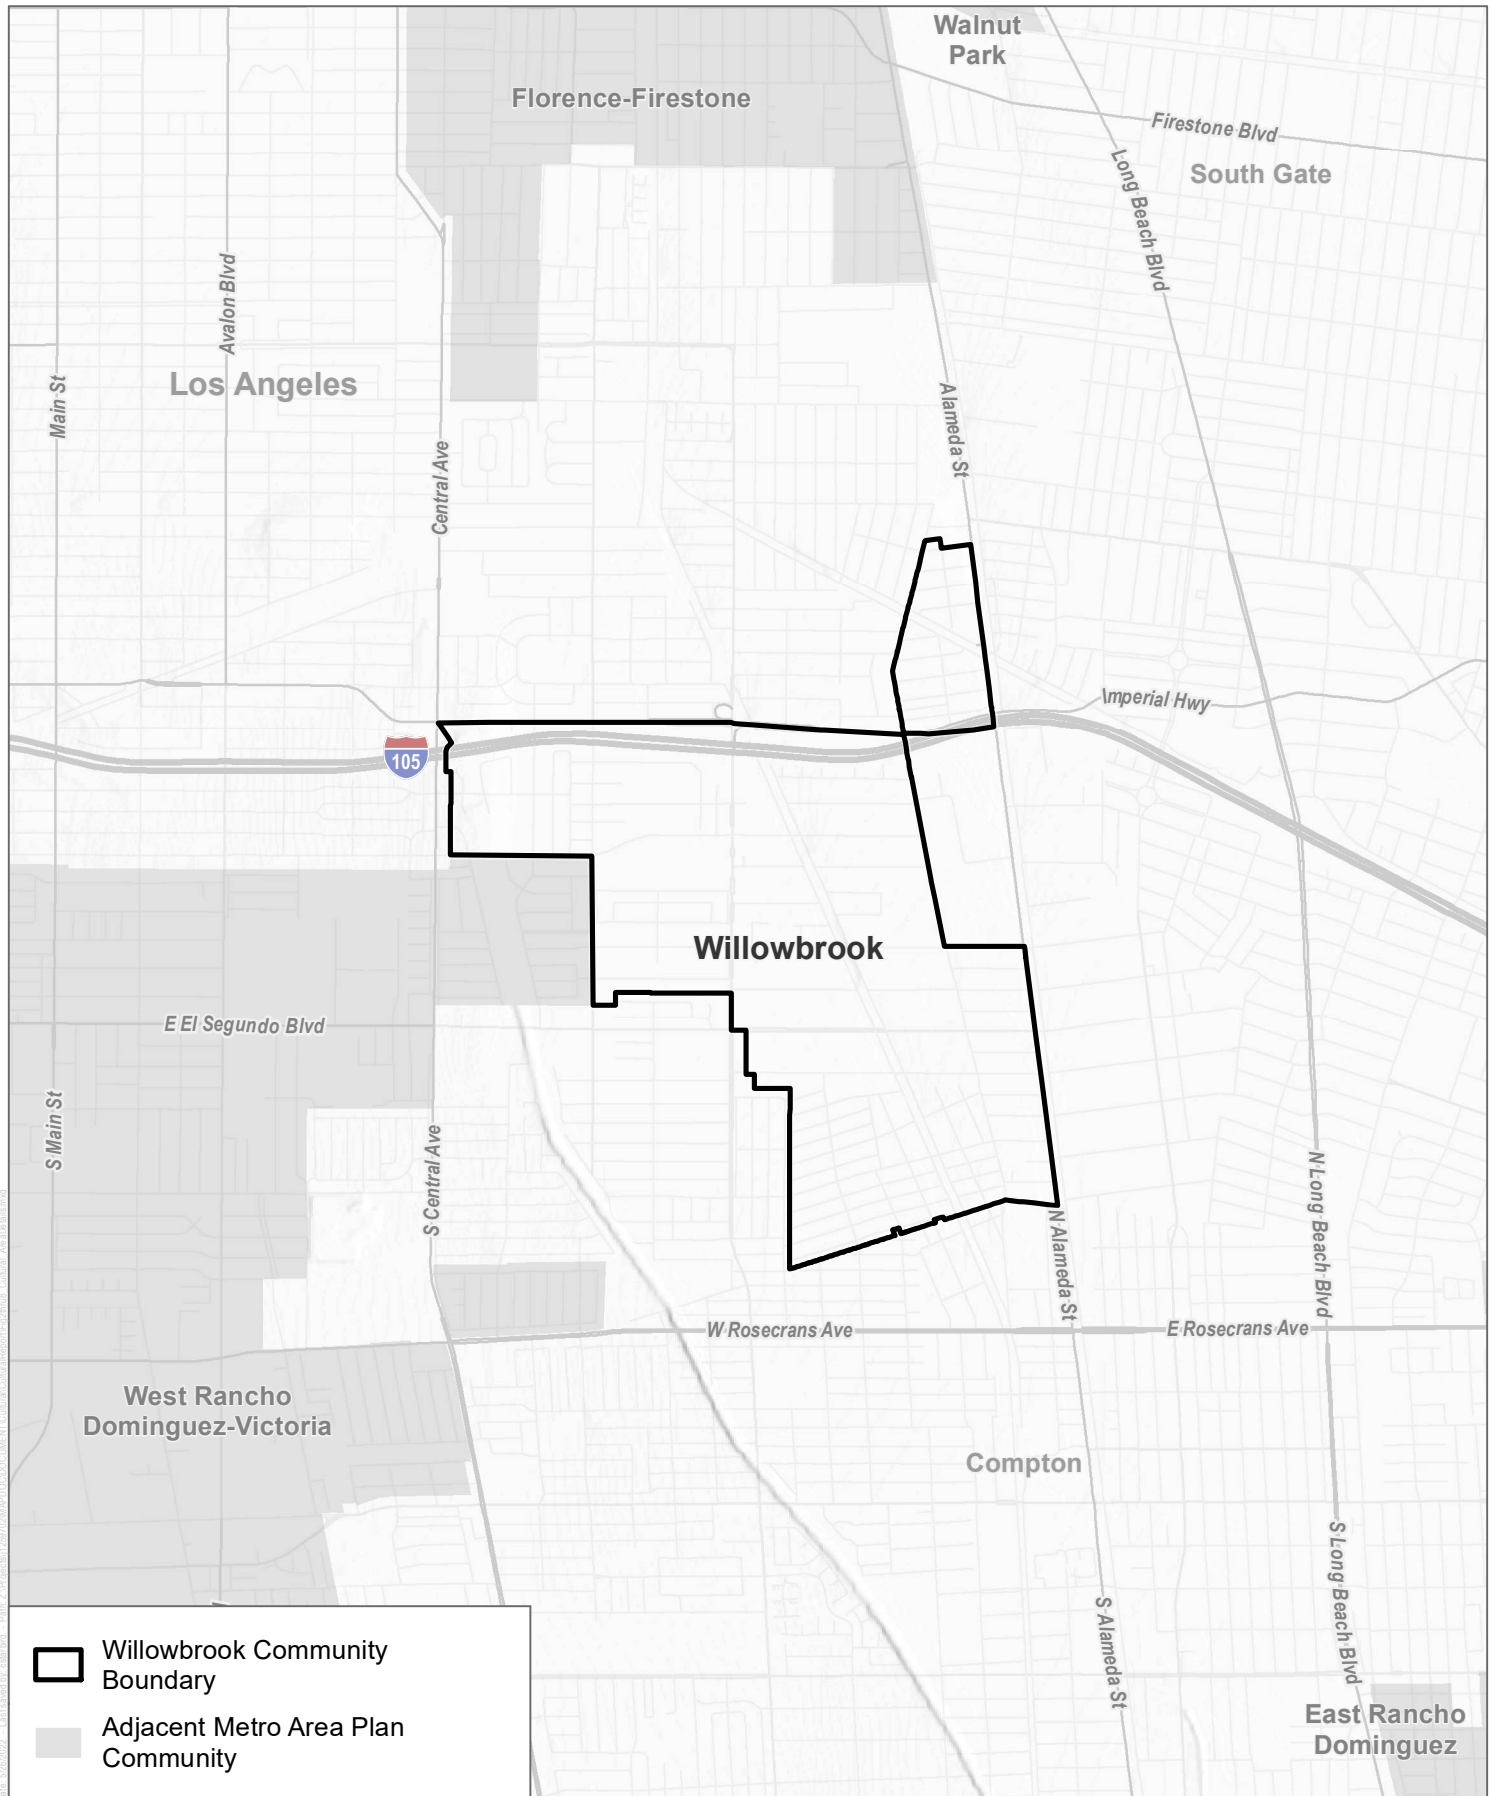 Walnut
Park
Florence-Firestone
Firestone Blvd
Long Beach Blvd
South Gate
Avalon Blvd
Main St
Los Angeles
Alameda St
Central Ave
Imperial Hwy
105
Willowbrook
E El Segundo Blvd
S Main St
S Central Ave
N Long Beach Blvd
N Alameda St
W Rosecrans Ave
E Rosecrans Ave
West Rancho
Dominguez-Victoria
Compton
S Long Beach Blvd
S Alameda St
East Rancho
Dominguez
Willowbrook Community
Boundary
Adjacent Metro Area Plan
Community